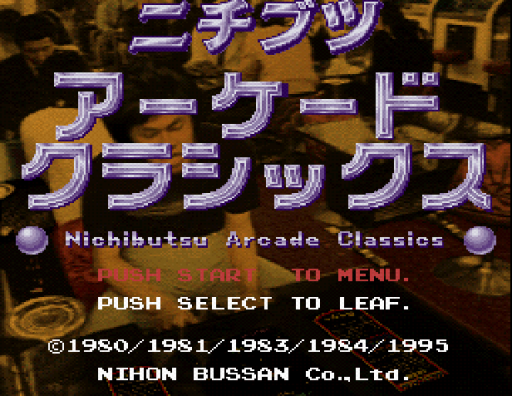 ニチブツ
アーケード
クラシックス
Nichibutsu Arcade Classics
PUSH START TO MENU.
PUSH SELECT TO LEAF.
©1980/1981/1983/1984/1995
NIHON BUSSAN Co.,Ltd.